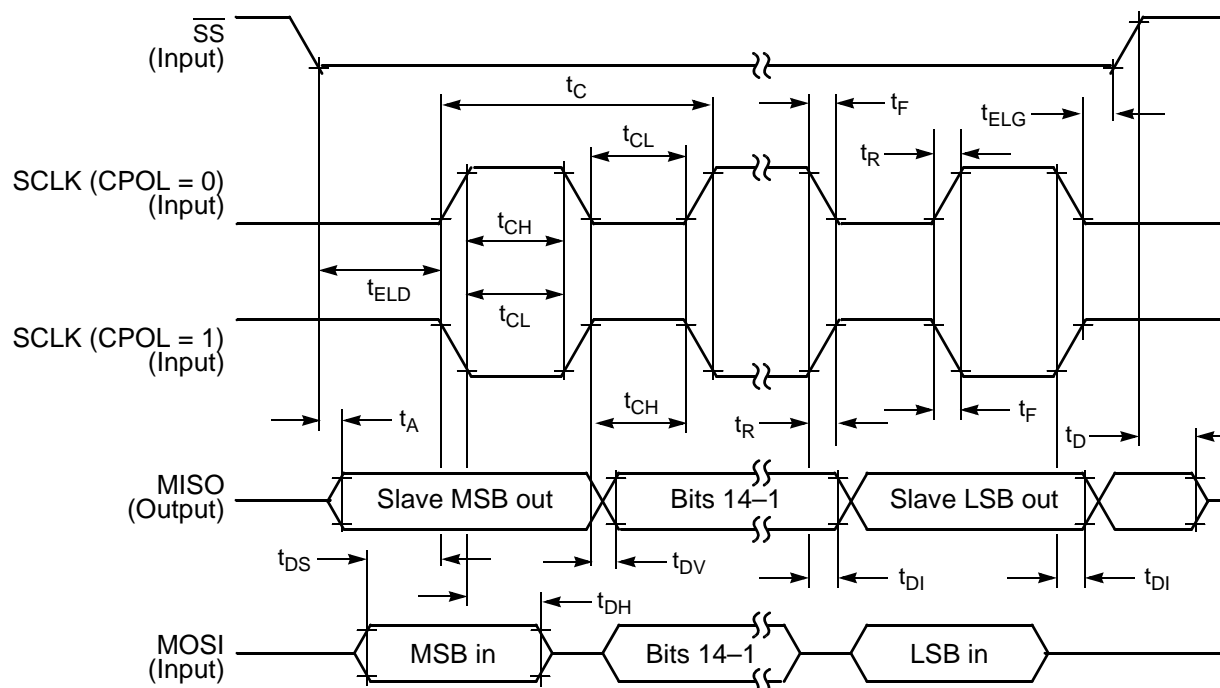 SS
(Input)
t_C
t_F
t_ELG
t_CL
t_R
SCLK (CPOL = 0)
(Input)
t_CH
t_ELD
t_CL
SCLK (CPOL = 1)
(Input)
t_A
t_CH
t_R
t_F
t_D
MISO
(Output)
Slave MSB out
Bits 14–1
Slave LSB out
t_DS
t_DV
t_DI
t_DI
t_DH
MOSI
(Input)
MSB in
Bits 14–1
LSB in